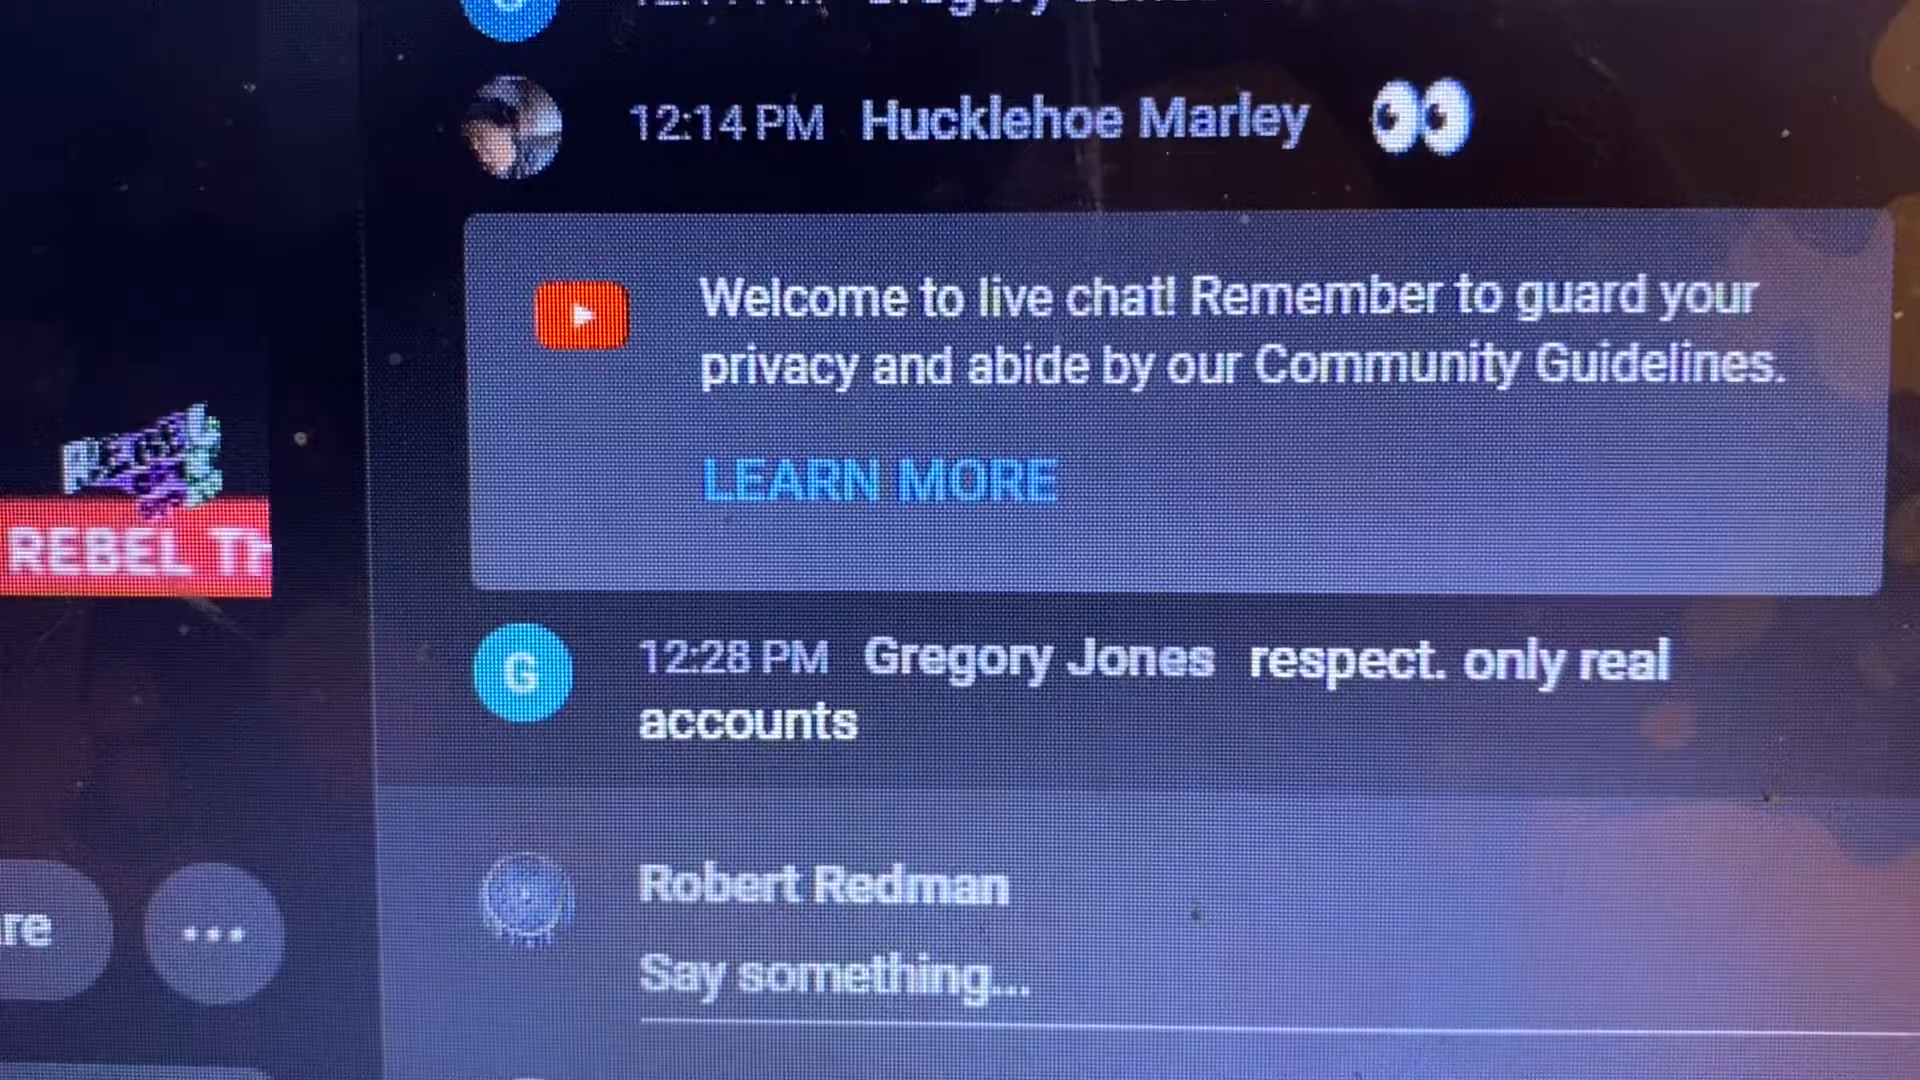 12:14 PM Hucklehoe Marley 👀
Welcome to live chat! Remember to guard your
privacy and abide by our Community Guidelines.
LEARN MORE
REBEL
12:28 PM Gregory Jones respect. only real
accounts
G
Robert Redman
Say something...